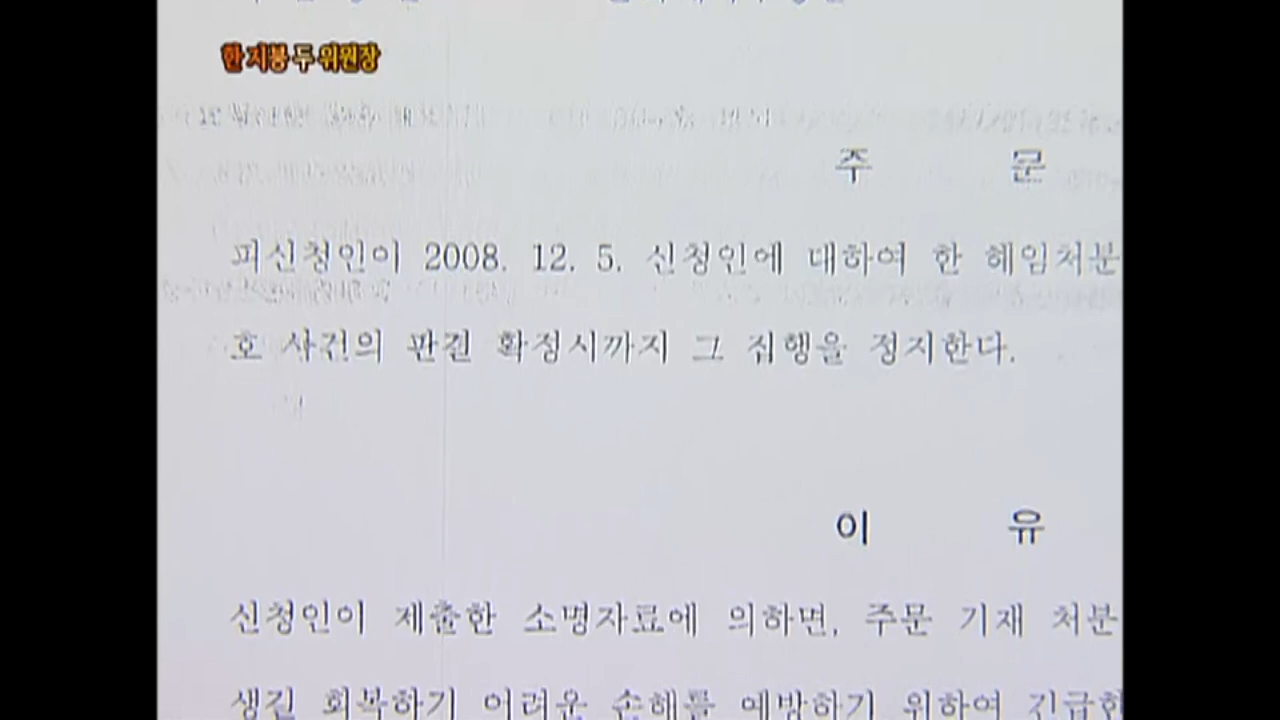 한 지붕 두 위원장
주 문
피신청인이 2008. 12. 5. 신청인에 대하여 한 해임처분
호 사건의 판결 확정시까지 그 집행을 정지한다.
이 유
신청인이 제출한 소명자료에 의하면, 주문 기재 처분
생긴 회복하기 어려운 손해를 예방하기 위하여 긴급한